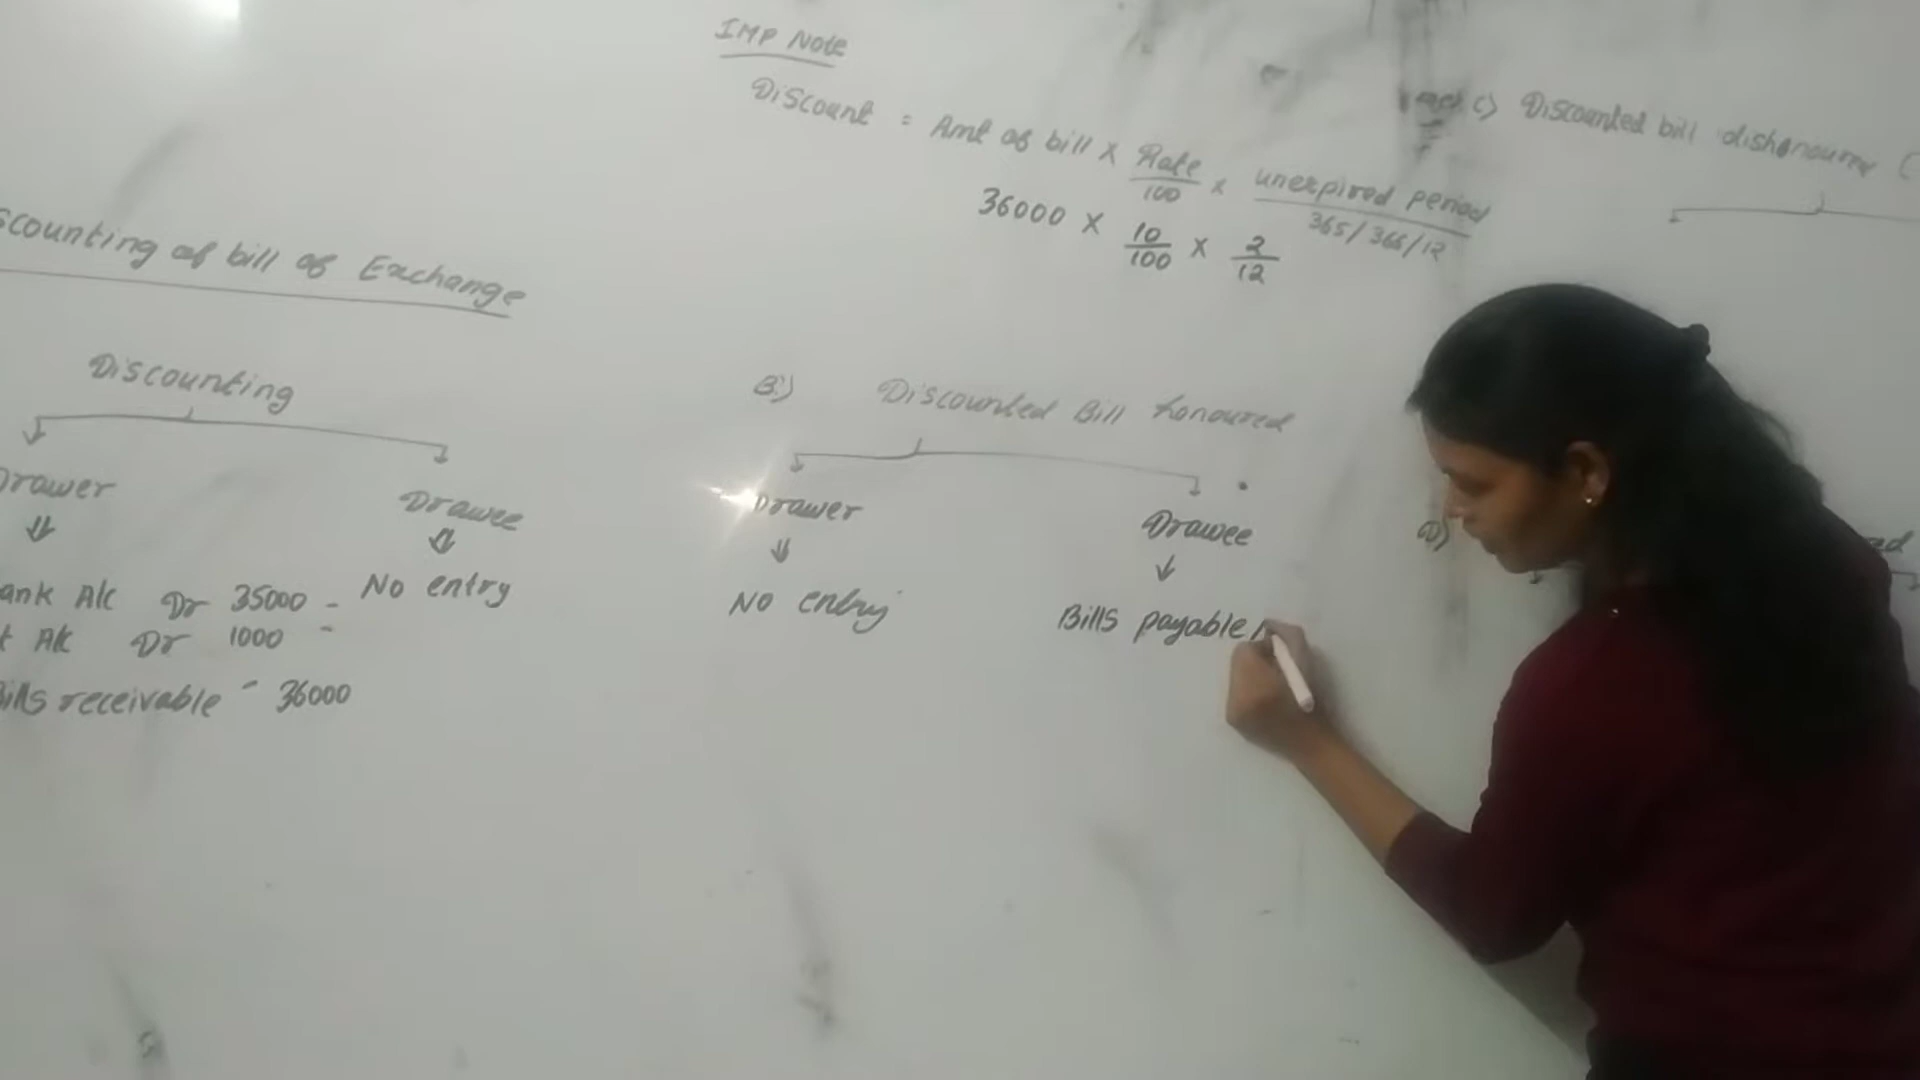 IMP Note
Discount = Amt of bill x Rate/100 x unexpired period/365/366/12
36000 x 10/100 x 2/12
scounting of bill of Exchange
Discounting
Drawer
Drawee
No entry
ank A/c Dr 35000 -
t A/c Dr 1000 -
Bills receivable - 36000
B)
Discounted Bill honoured
Drawer
Drawee
No entry
Bills payable
c) Discounted bill dishonoured (
D)
ed